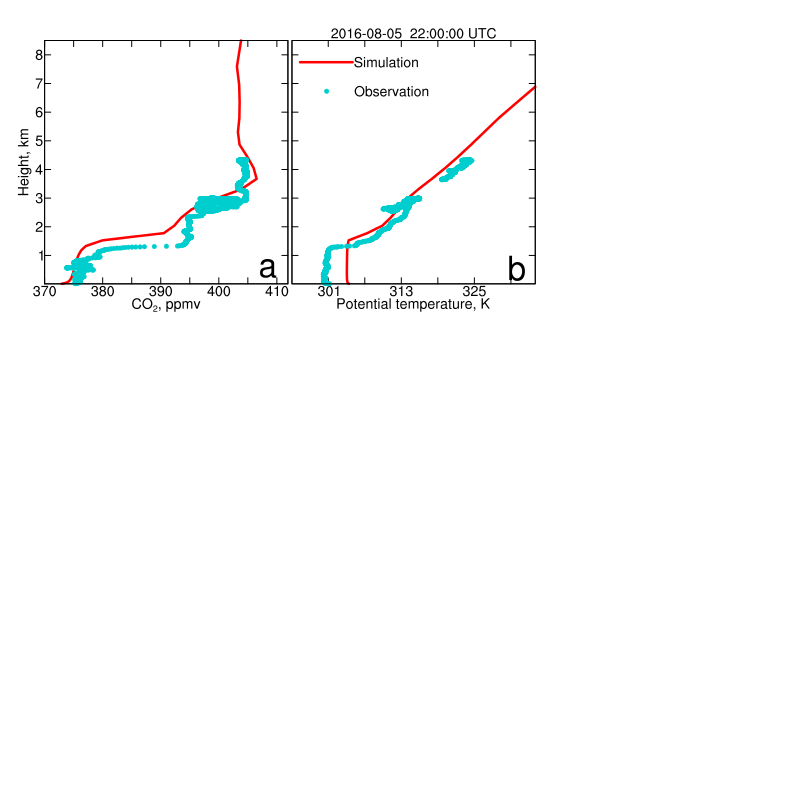 2016-08-05 22:00:00 UTC
Simulation
Observation
Height, km
8
7
6
5
4
3
2
1
a
b
370 380 390 400 410
301 313 325
CO₂, ppmv
Potential temperature, K